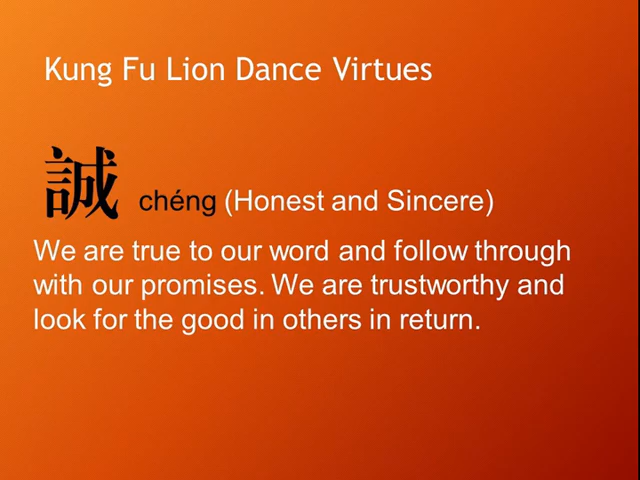 Kung Fu Lion Dance Virtues
誠 chéng (Honest and Sincere)
We are true to our word and follow through
with our promises. We are trustworthy and
look for the good in others in return.